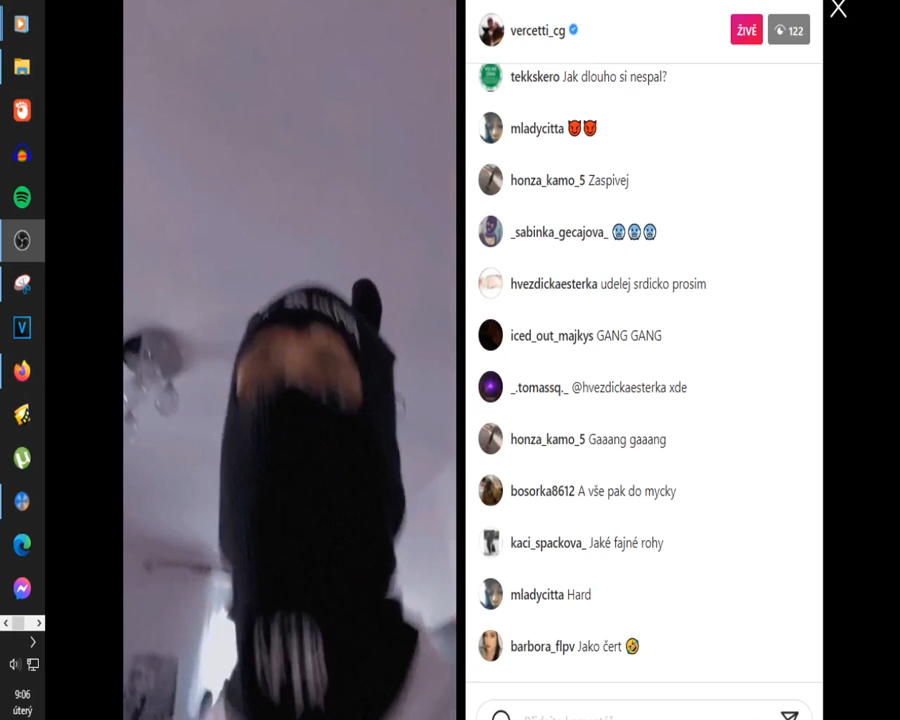 vercetti_cg
ŽIVĚ
122
tekkskero Jak dlouho si nespal?
mladycitta 👿👿
honza_kamo_5 Zaspivej
_sabinka_gecajova_ 🥶🥶🥶
hvezdickaesterka udelej srdicko prosim
iced_out_majkys GANG GANG
_.tomassq._ @hvezdickaesterka xde
honza_kamo_5 Gaaang gaaang
bosorka8612 A vše pak do mycky
kaci_spackova_ Jaké fajné rohy
mladycitta Hard
barbora_flpv Jako čert 🤣
9:06
úterý